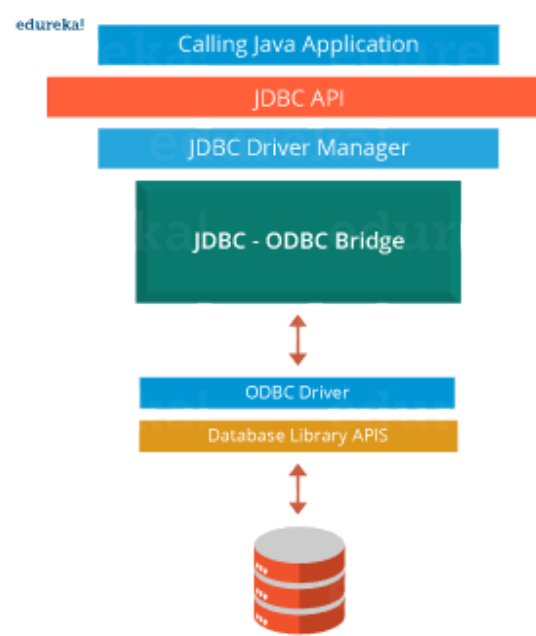 edureka!
Calling Java Application
JDBC API
JDBC Driver Manager
JDBC - ODBC Bridge
ODBC Driver
Database Library APIS